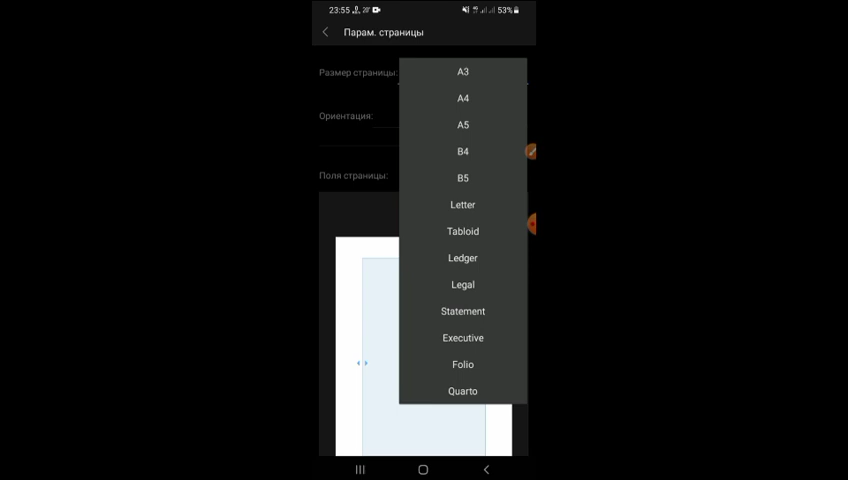 23:55
53%
Парам. страницы
Размер страницы:
A3
A4
Ориентация:
A5
B4
Поля страницы:
B5
Letter
Tabloid
Ledger
Legal
Statement
Executive
Folio
Quarto